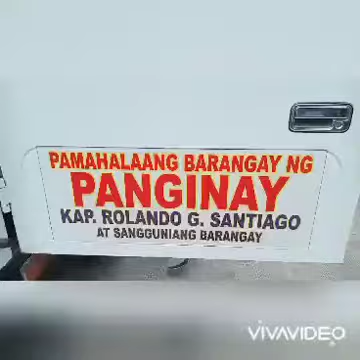 PAMAHALAANG BARANGAY NG
PANGINAY
KAP. ROLANDO G. SANTIAGO
AT SANGGUNIANG BARANGAY
VIVAVIDEO